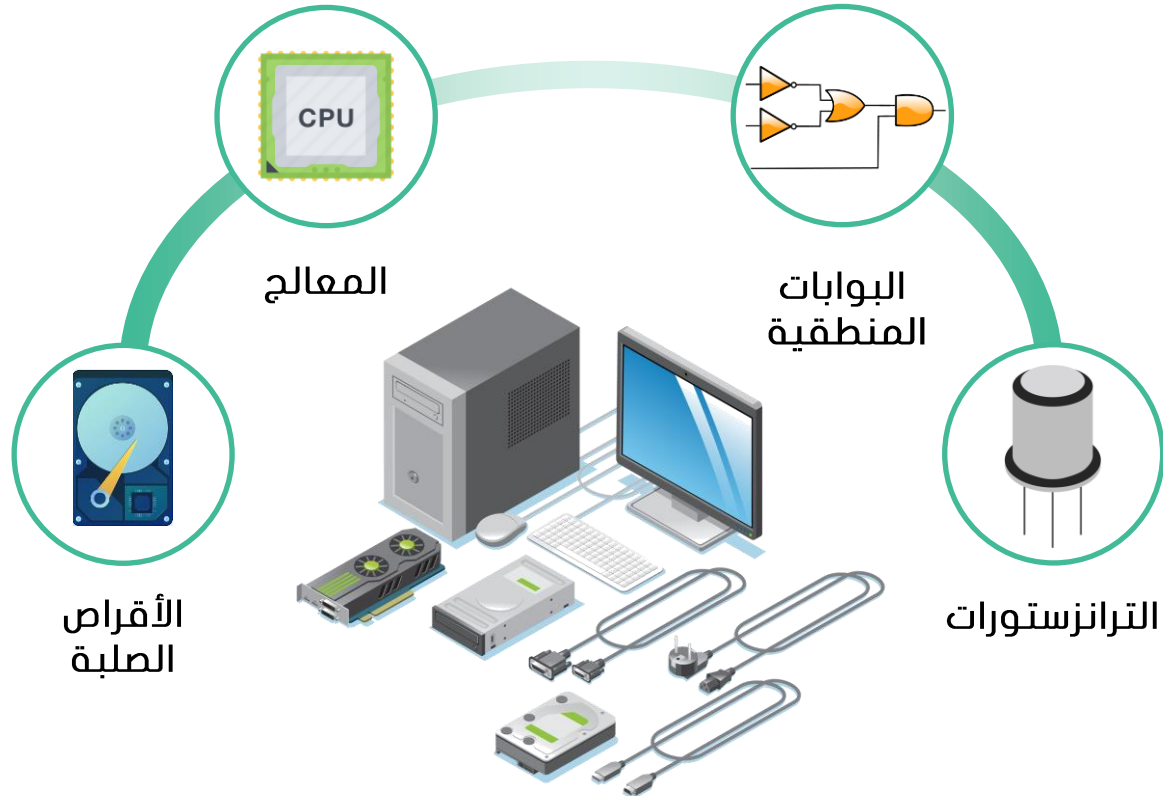 CPU
المعالج
البوابات
المنطقية
الترانزستورات
الأقراص
الصلبة